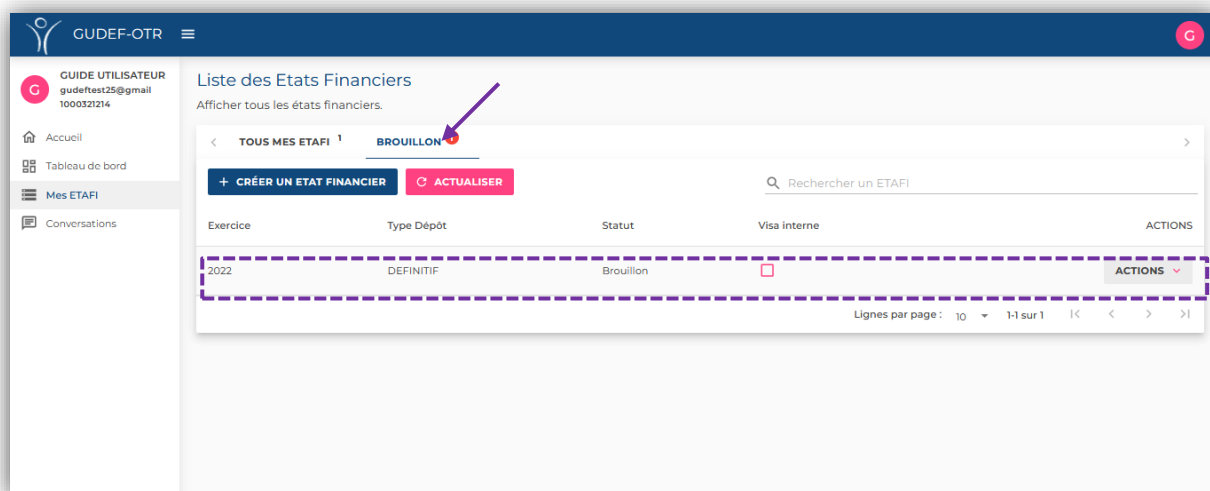 GUDEF-OTR
G
G
GUIDE UTILISATEUR
gudeftest25@gmail
1000321214
Accueil
Tableau de bord
Mes ETAFI
Conversations
Liste des Etats Financiers
Afficher tous les états financiers.
TOUS MES ETAFI 1 BROUILLON
+ CRÉER UN ETAT FINANCIER ACTUALISER Rechercher un ETAFI
Exercice Type Dépôt Statut Visa interne ACTIONS
2022 DEFINITIF Brouillon ACTIONS
Lignes par page : 10 1-1 sur 1